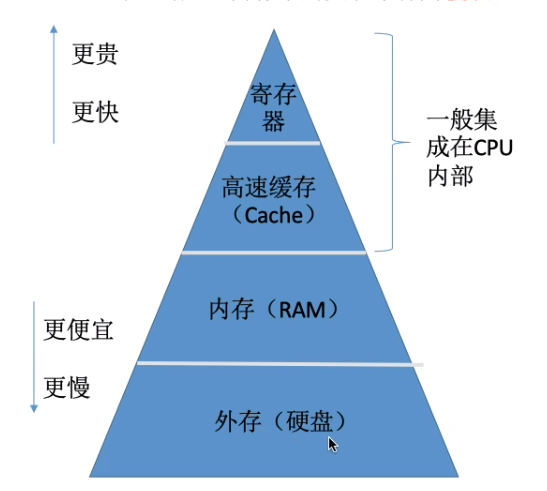 更贵
更快
寄存
器
高速缓存
（Cache）
一般集
成在CPU
内部
内存（RAM）
更便宜
更慢
外存（硬盘）